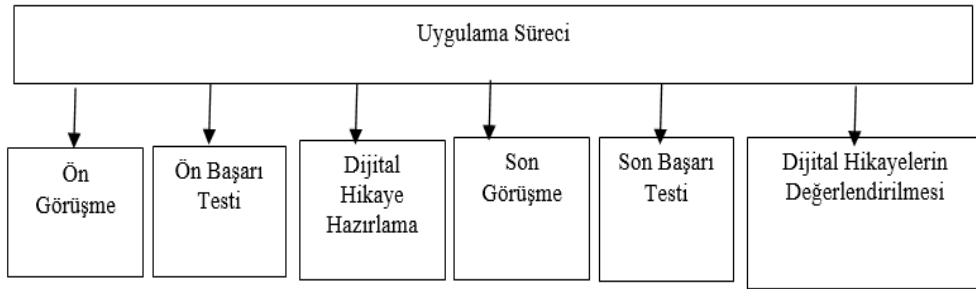 Uygulama Süreci
Ön
Görüşme
Ön Başarı
Testi
Dijital
Hikaye
Hazırlama
Son
Görüşme
Son Başarı
Testi
Dijital Hikayelerin
Değerlendirilmesi